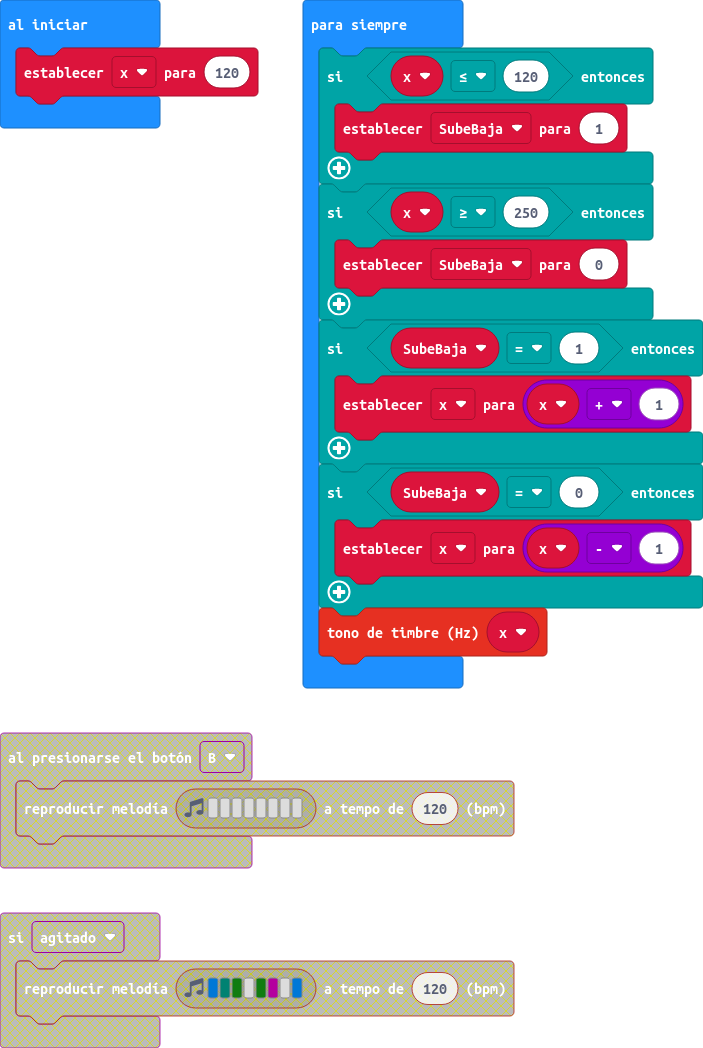 al iniciar
establecer x para 120
para siempre
si x ≤ 120 entonces
establecer SubeBaja para 1
si x ≥ 250 entonces
establecer SubeBaja para 0
si SubeBaja = 1 entonces
establecer x para x + 1
si SubeBaja = 0 entonces
establecer x para x - 1
tono de timbre (Hz) x
al presionarse el botón B
reproducir melodía a tempo de 120 (bpm)
si agitado
reproducir melodía a tempo de 120 (bpm)